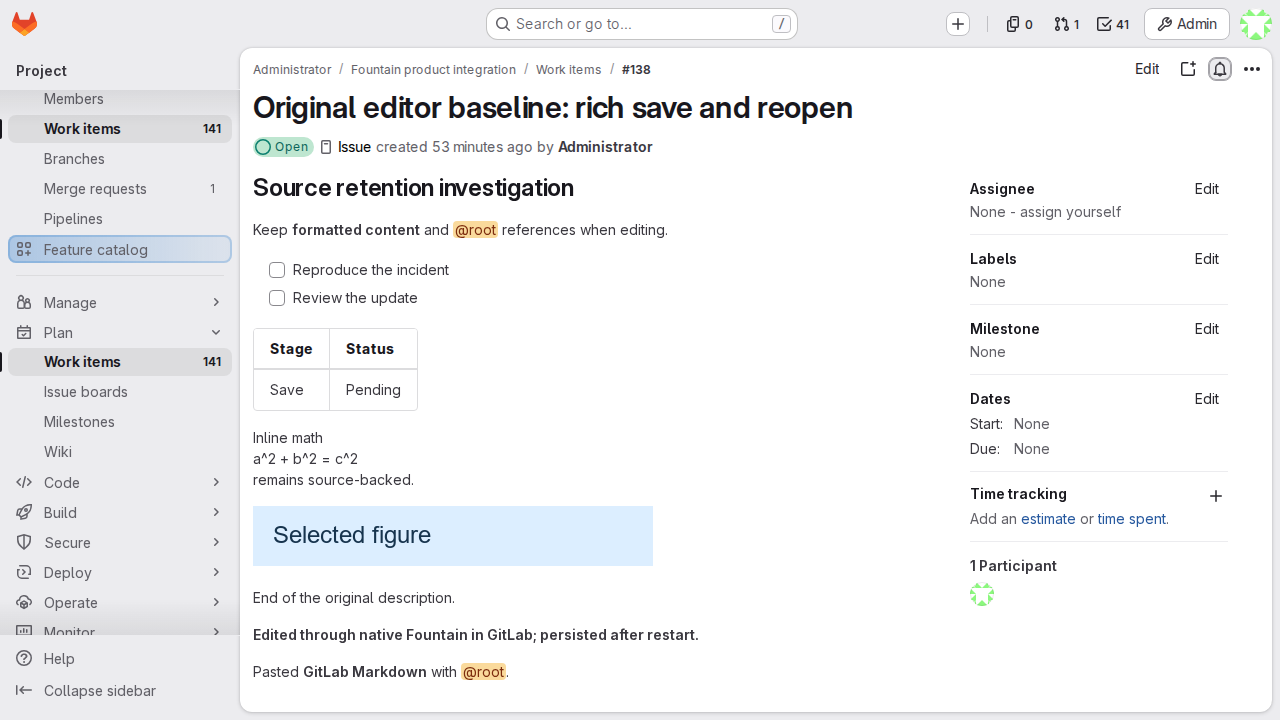 Search or go to...
/
0
1
41
Admin
Project
Members
Work items 141
Branches
Merge requests 1
Pipelines
Feature catalog
Manage
Plan
Work items 141
Issue boards
Milestones
Wiki
Code
Build
Secure
Deploy
Operate
Monitor
Help
Collapse sidebar
Administrator / Fountain product integration / Work items / #138
Edit
Original editor baseline: rich save and reopen
Open Issue created 53 minutes ago by Administrator
Source retention investigation
Keep formatted content and @root references when editing.
Reproduce the incident
Review the update
Stage Status
Save Pending
Inline math
a^2 + b^2 = c^2
remains source-backed.
Selected figure
End of the original description.
Edited through native Fountain in GitLab; persisted after restart.
Pasted GitLab Markdown with @root.
Assignee Edit
None - assign yourself
Labels Edit
None
Milestone Edit
None
Dates Edit
Start: None
Due: None
Time tracking
Add an estimate or time spent.
1 Participant